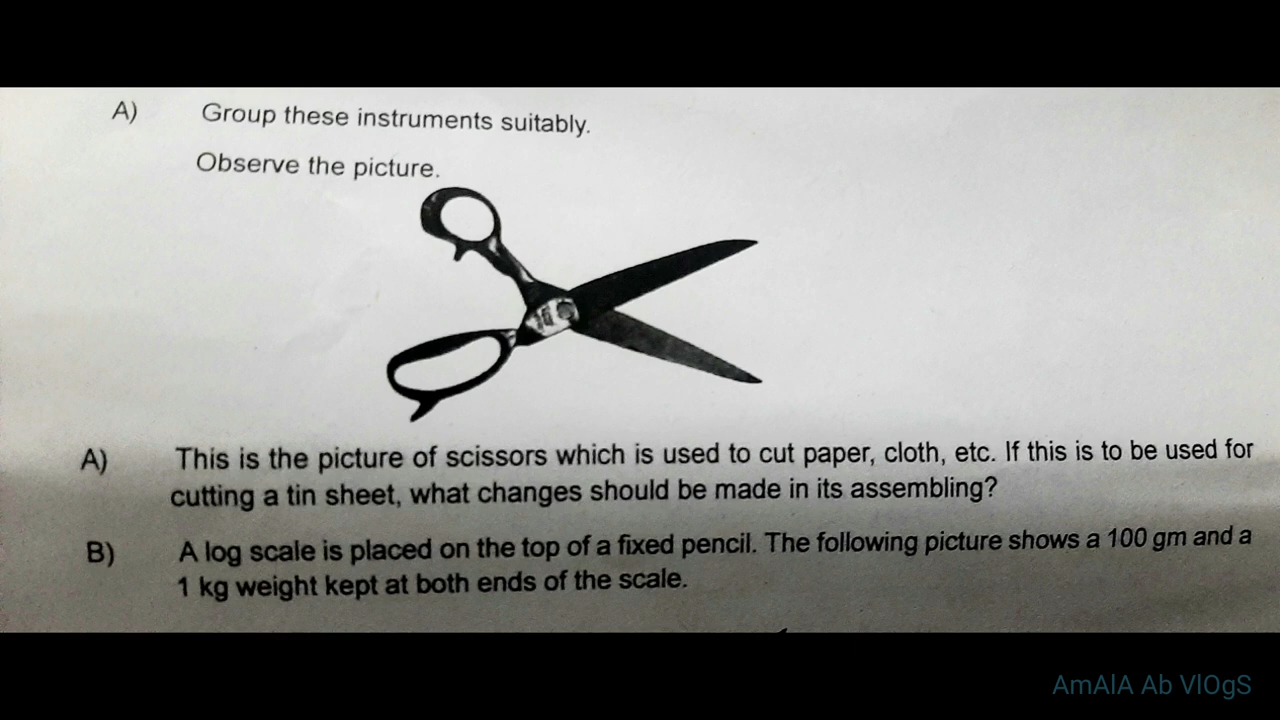 A) Group these instruments suitably.
Observe the picture.
A) This is the picture of scissors which is used to cut paper, cloth, etc. If this is to be used for
cutting a tin sheet, what changes should be made in its assembling?
B) A log scale is placed on the top of a fixed pencil. The following picture shows a 100 gm and a
1 kg weight kept at both ends of the scale.
AmAlA Ab VlOgS